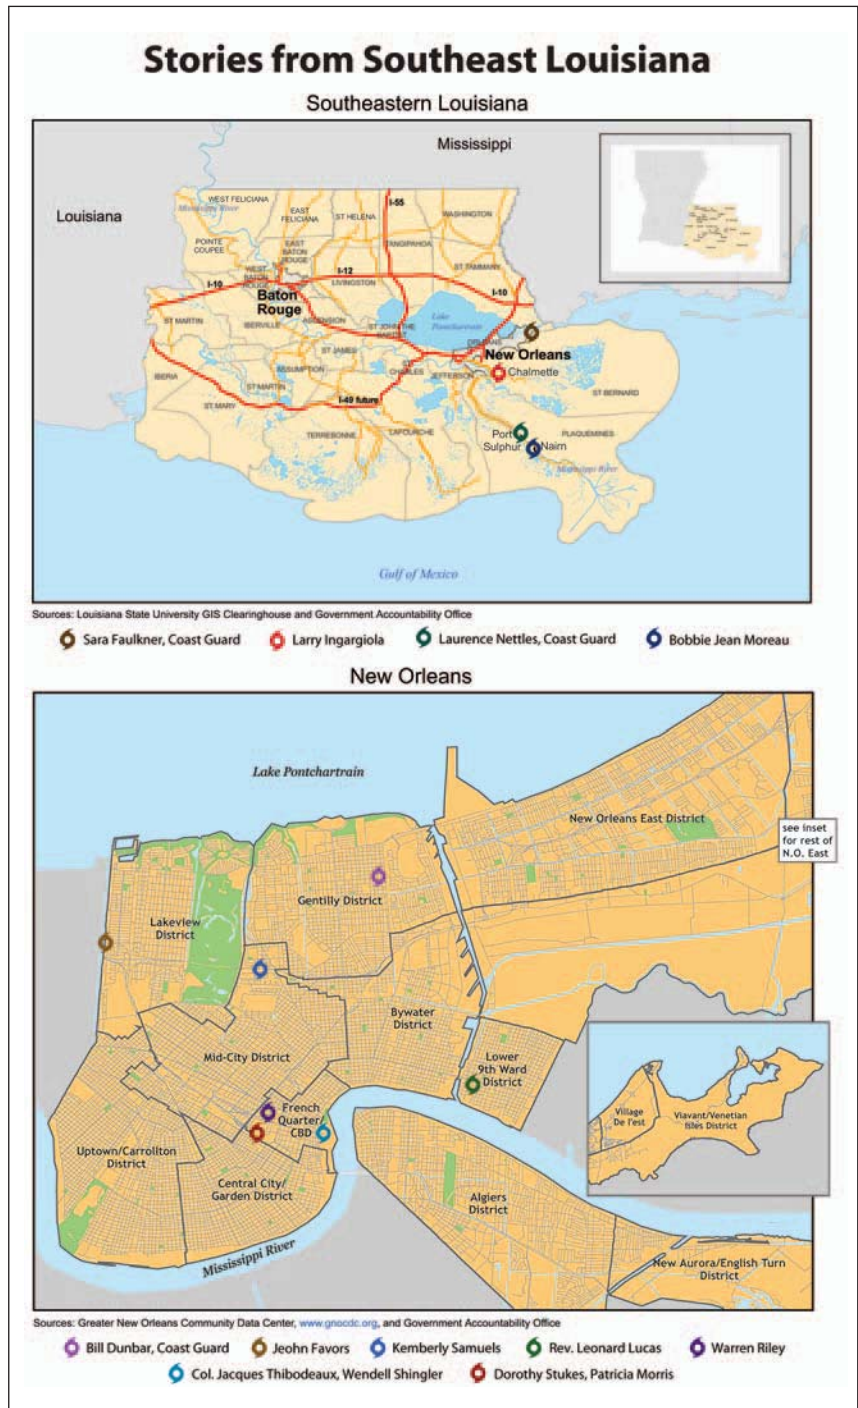 Stories from Southeast Louisiana
Southeastern Louisiana
Mississippi
Louisiana
WEST FELICIANA
Mississippi River
EAST
FELICIANA
ST HELENA
I-55
WASHINGTON
POINTE
COUPEE
EAST
BATON
ROUGE
TANGIPAHOA
WEST
BATON
ROUGE
I-12
ST TAMMANY
I-10
LIVINGSTON
I-10
Baton
Rouge
ST MARTIN
IBERVILLE
ASCENSION
ST JOHN THE
BAPTIST
Lake
Pontchartrain
ORLEANS
ST JAMES
New Orleans
IBERIA
ASSUMPTION
ST
CHARLES
JEFFERSON
Chalmette
ST MARTIN
ST MARY
I-49 future
ST BERNARD
TERREBONNE
LAFOURCHE
Port
Sulphur
Nairn
PLAQUEMINES
Mississippi River
Gulf of Mexico
Sources: Louisiana State University GIS Clearinghouse and Government Accountability Office
Sara Faulkner, Coast Guard
Larry Ingargiola
Laurence Nettles, Coast Guard
Bobbie Jean Moreau
New Orleans
Lake Pontchartrain
New Orleans East District
see inset
for rest of
N.O. East
Gentilly District
Lakeview
District
Bywater
District
Mid-City District
Lower
9th Ward
District
French
Quarter/
CBD
Village
De l'est
Viavant/Venetian
Isles District
Uptown/Carrollton
District
Central City/
Garden District
Algiers
District
Mississippi River
New Aurora/English Turn
District
Sources: Greater New Orleans Community Data Center, www.gnocdc.org, and Government Accountability Office
Bill Dunbar, Coast Guard
Jeohn Favors
Kemberly Samuels
Rev. Leonard Lucas
Warren Riley
Col. Jacques Thibodeaux, Wendell Shingler
Dorothy Stukes, Patricia Morris